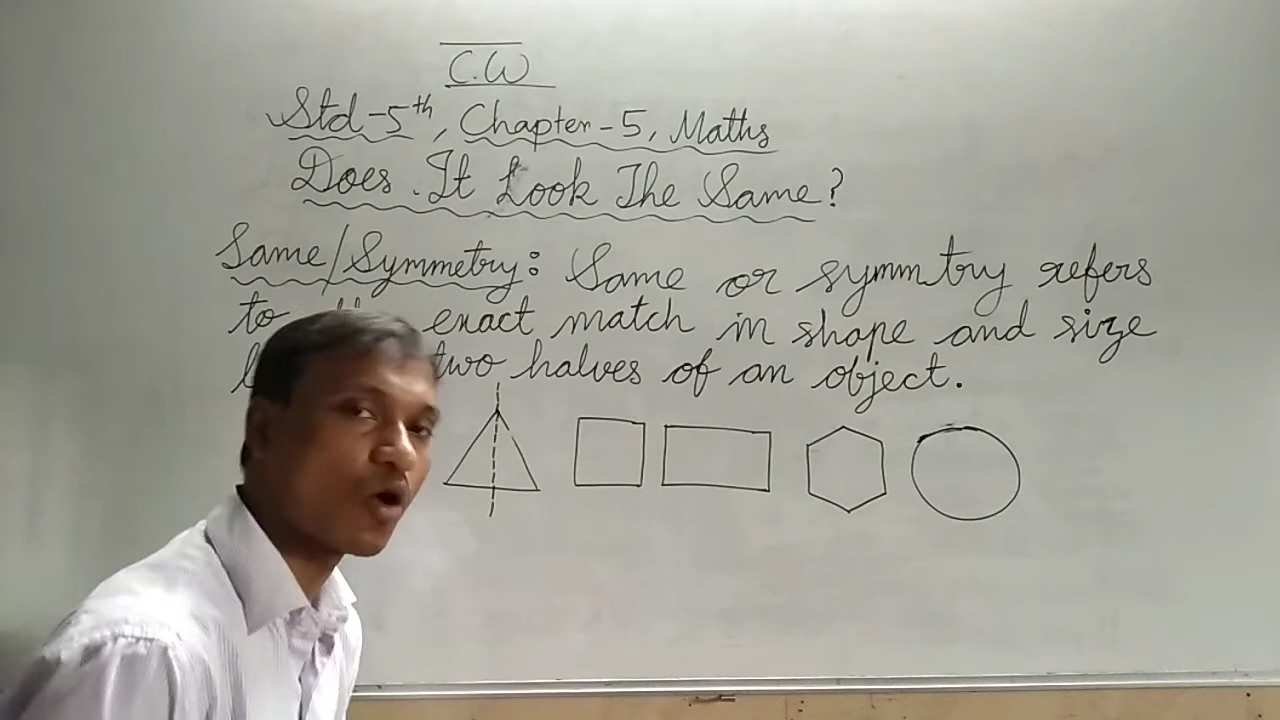 C.W
Std-5th, Chapter-5, Maths
Does It Look The Same?
Same/Symmetry: Same or symmtry refers
to exact match in shape and size
two halves of an object.